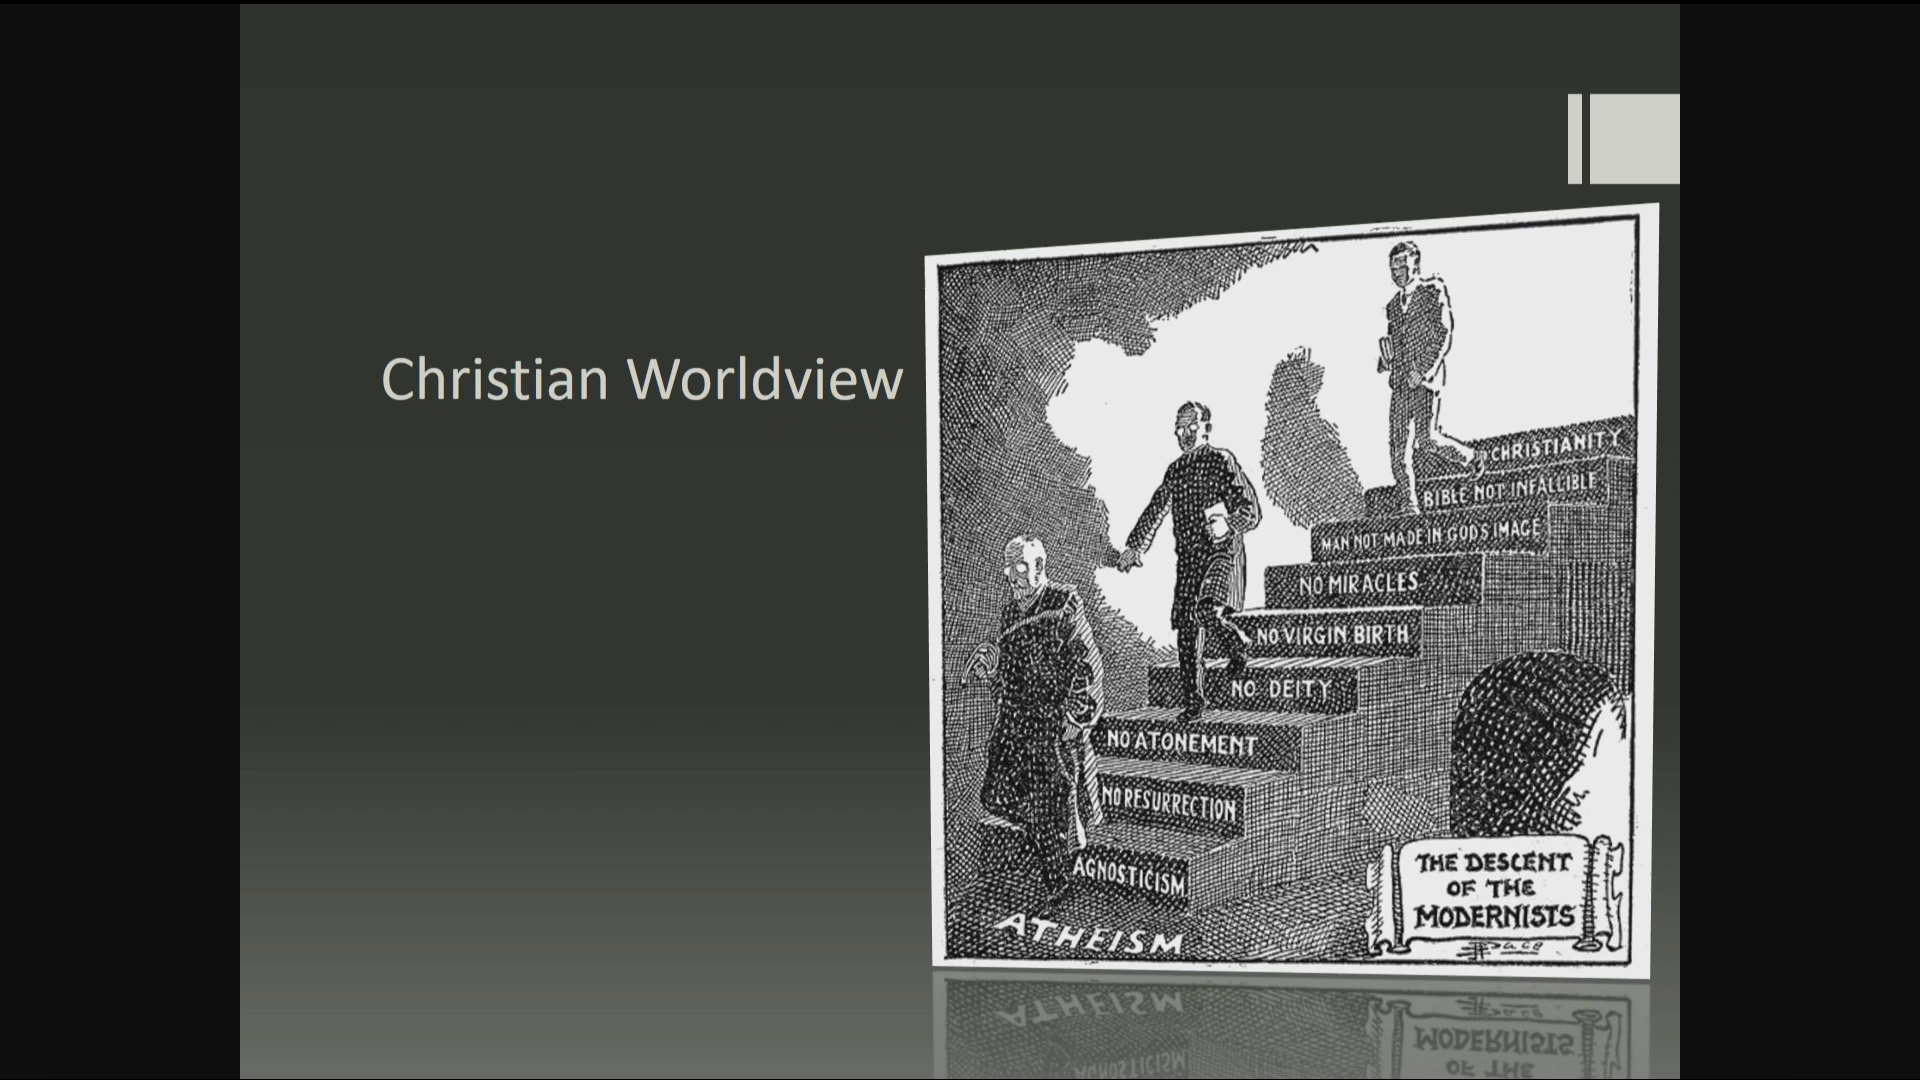 Christian Worldview
CHRISTIANITY
BIBLE NOT INFALLIBLE
MAN NOT MADE IN GOD'S IMAGE
NO MIRACLES
NO VIRGIN BIRTH
NO DEITY
NO ATONEMENT
NO RESURRECTION
AGNOSTICISM
ATHEISM
THE DESCENT
OF THE
MODERNISTS
Pace